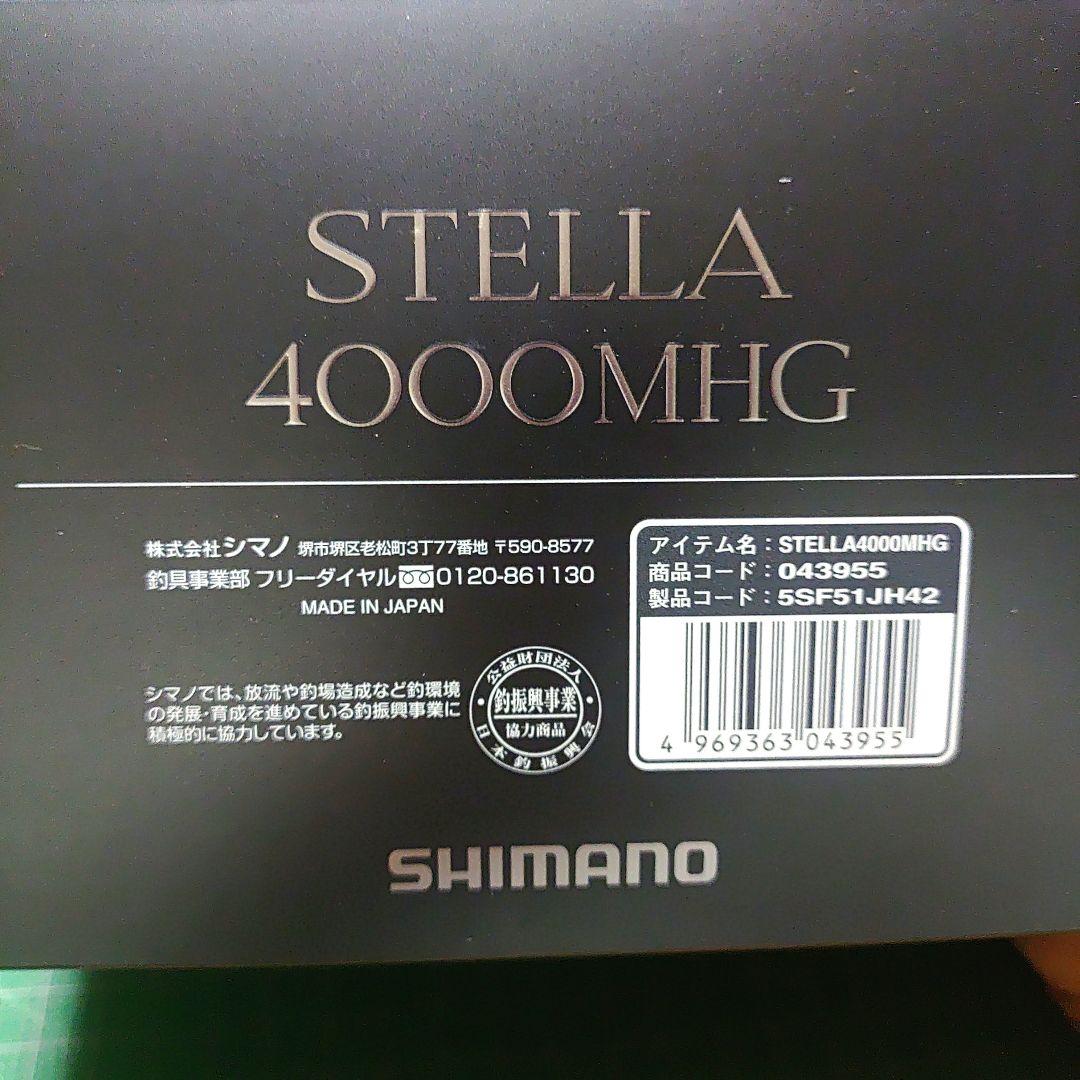 STELLA
4000MHG
株式会社シマノ 堺市堺区老松町3丁77番地 〒590-8577
釣具事業部 フリーダイヤル 0120-861130
MADE IN JAPAN
シマノでは、放流や釣場造成など釣環境
の発展・育成を進めている釣振興事業に
積極的に協力しています。
公益財団法人
釣振興事業
協力商品
日本釣振興会
アイテム名：STELLA4000MHG
商品コード：043955
製品コード：5SF51JH42
4 969363 043955
SHIMANO